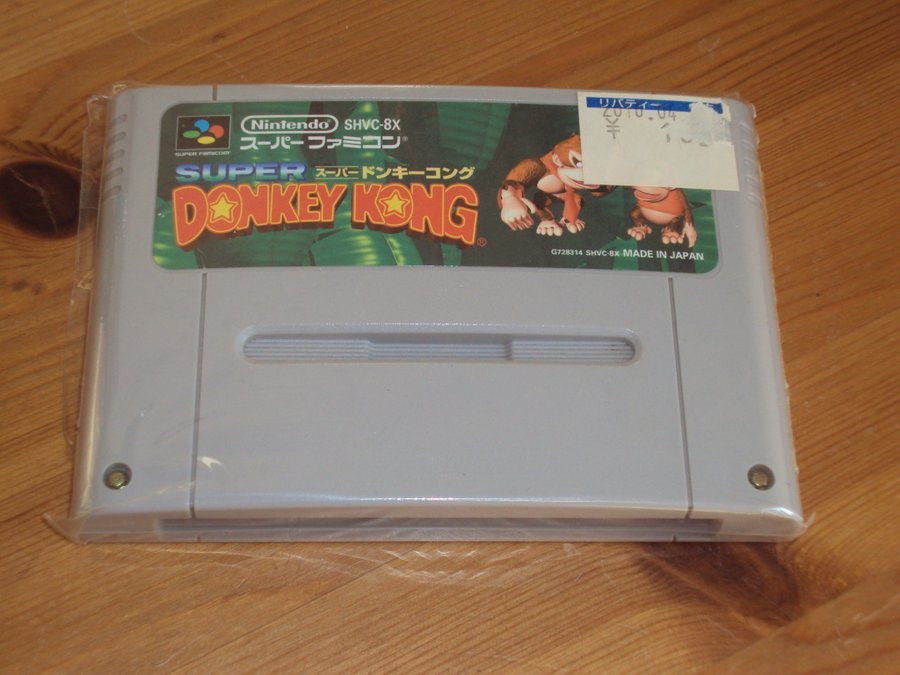 SUPER FAMICOM
Nintendo® SHVC-8X
スーパーファミコン®
SUPER スーパー ドンキーコング
DONKEY KONG®
リバティー
2010.04
¥
G728314 SHVC-8X MADE IN JAPAN